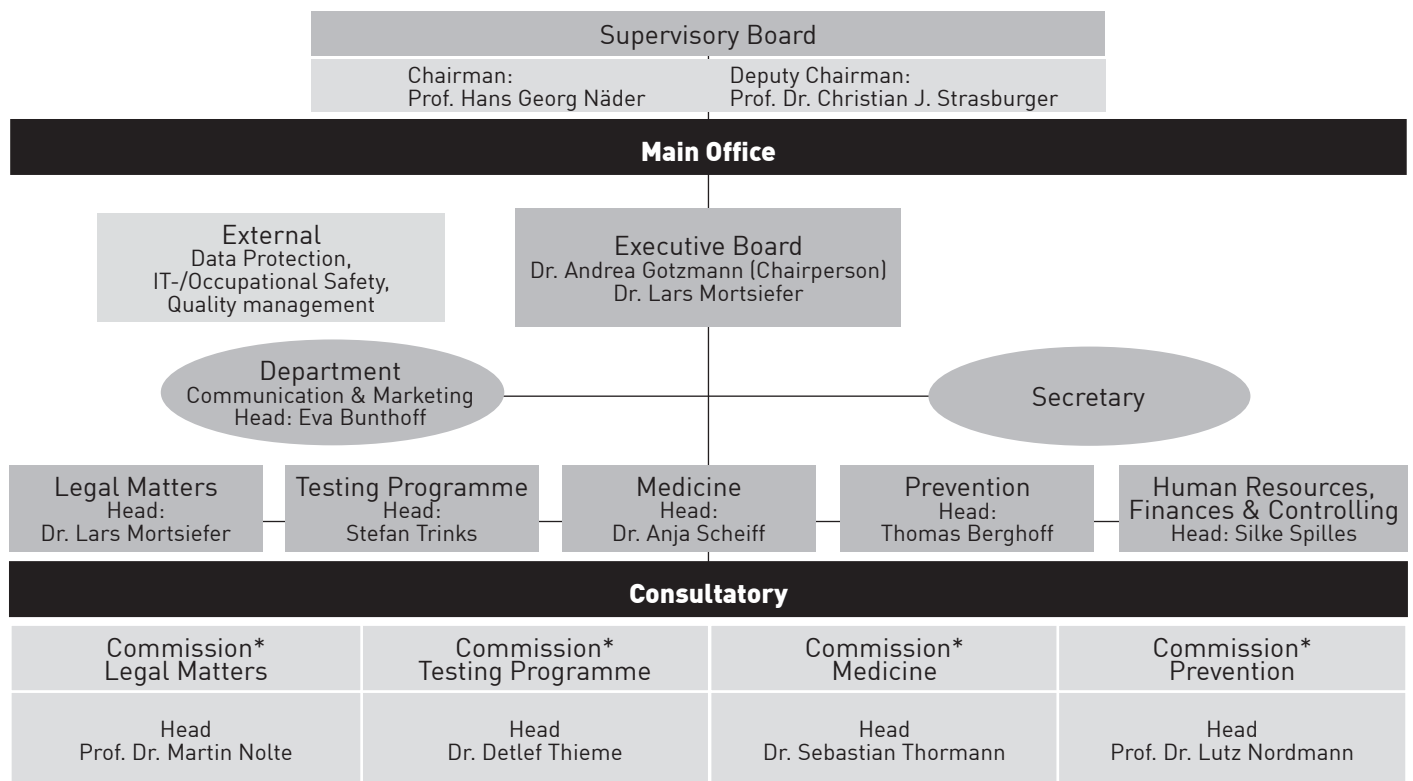 Supervisory Board
Chairman:
Prof. Hans Georg Näder
Deputy Chairman:
Prof. Dr. Christian J. Strasburger
Main Office
External
Data Protection,
IT-/Occupational Safety,
Quality management
Executive Board
Dr. Andrea Gotzmann (Chairperson)
Dr. Lars Mortsiefer
Department
Communication & Marketing
Head: Eva Bunthoff
Secretary
Legal Matters
Head:
Dr. Lars Mortsiefer
Testing Programme
Head:
Stefan Trinks
Medicine
Head:
Dr. Anja Scheiff
Prevention
Head:
Thomas Berghoff
Human Resources,
Finances & Controlling
Head: Silke Spilles
Consultatory
Commission*
Legal Matters
Commission*
Testing Programme
Commission*
Medicine
Commission*
Prevention
Head
Prof. Dr. Martin Nolte
Head
Dr. Detlef Thieme
Head
Dr. Sebastian Thormann
Head
Prof. Dr. Lutz Nordmann